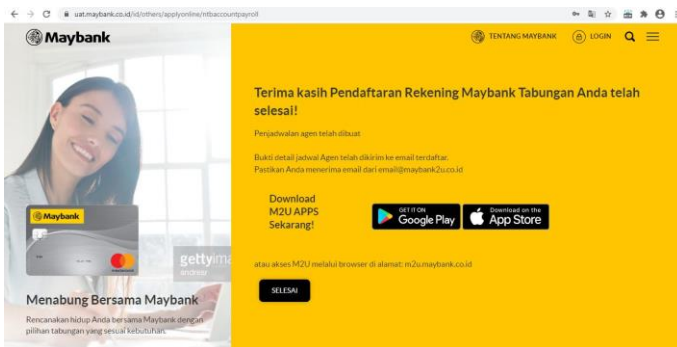 uat.maybank.co.id/id/others/applyonline/ntbaccountpayroll
Maybank
TENTANG MAYBANK
LOGIN
Terima kasih Pendaftaran Rekening Maybank Tabungan Anda telah
selesai!
Penjadwalan agen telah dibuat
Bukti detail jadwal Agen telah dikirim ke email terdaftar.
Pastikan Anda menerima email dari email@maybank2u.co.id
Download
M2U APPS
Sekarang!
GET IT ON
Google Play
Download on the
App Store
atau akses M2U melalui browser di alamat: m2u.maybank.co.id
SELESAI
Maybank
gettyima
Menabung Bersama Maybank
Rencanakan hidup Anda bersama Maybank dengan
pilihan tabungan yang sesuai kebutuhan.